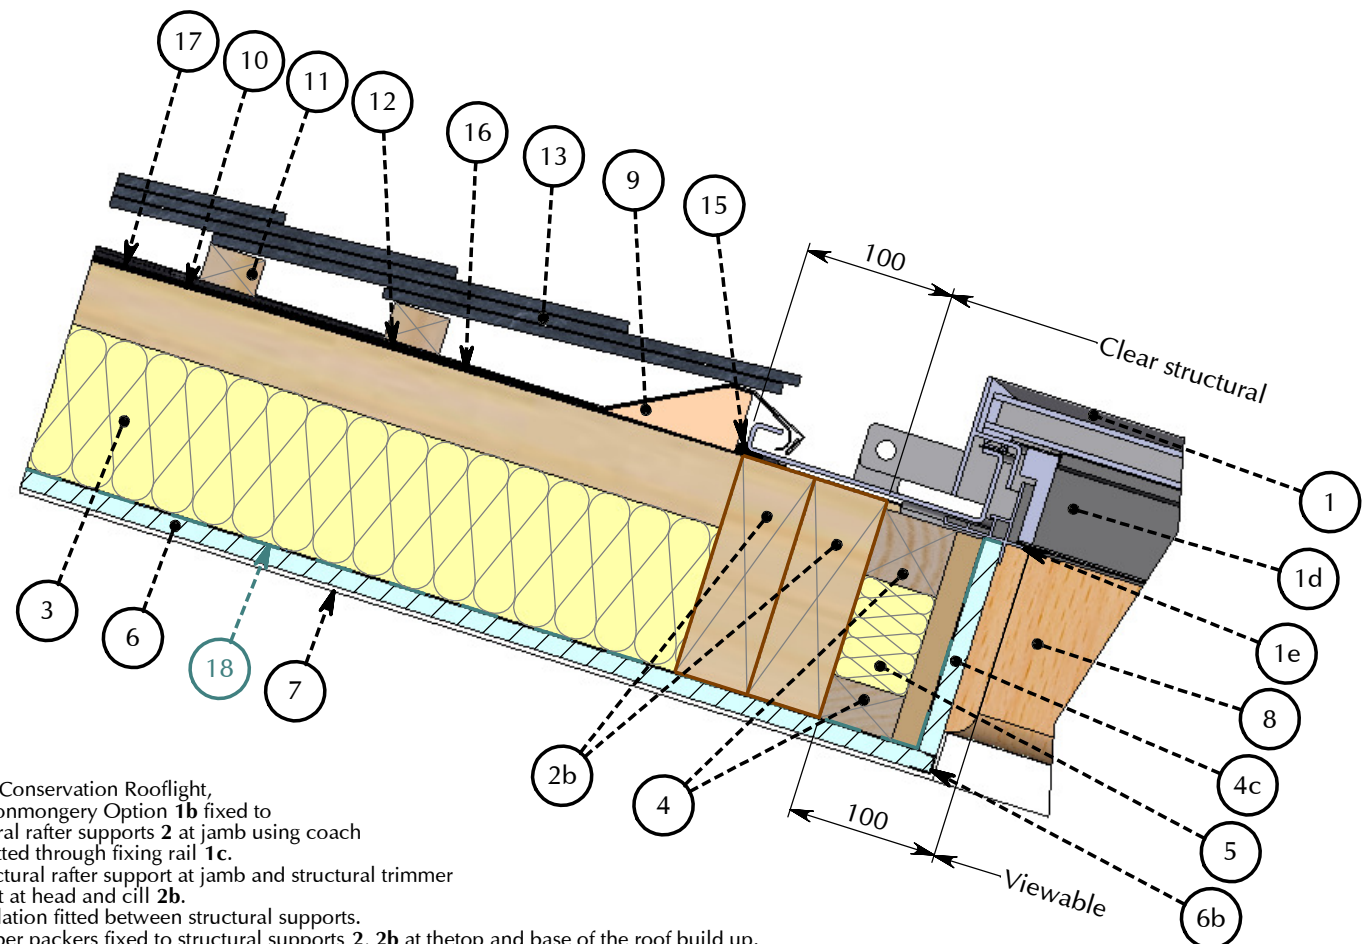 17
10
11
12
16
13
9
15
100
Clear structural
1
1d
1e
8
4c
5
6b
3
6
18
7
2b
4
100
Viewable
Conservation Rooflight,
onmongery Option 1b fixed to
ral rafter supports 2 at jamb using coach
ted through fixing rail 1c.
ctural rafter support at jamb and structural trimmer
t at head and cill 2b.
lation fitted between structural supports.
per packers fixed to structural supports 2, 2b at thetop and base of the roof build up.